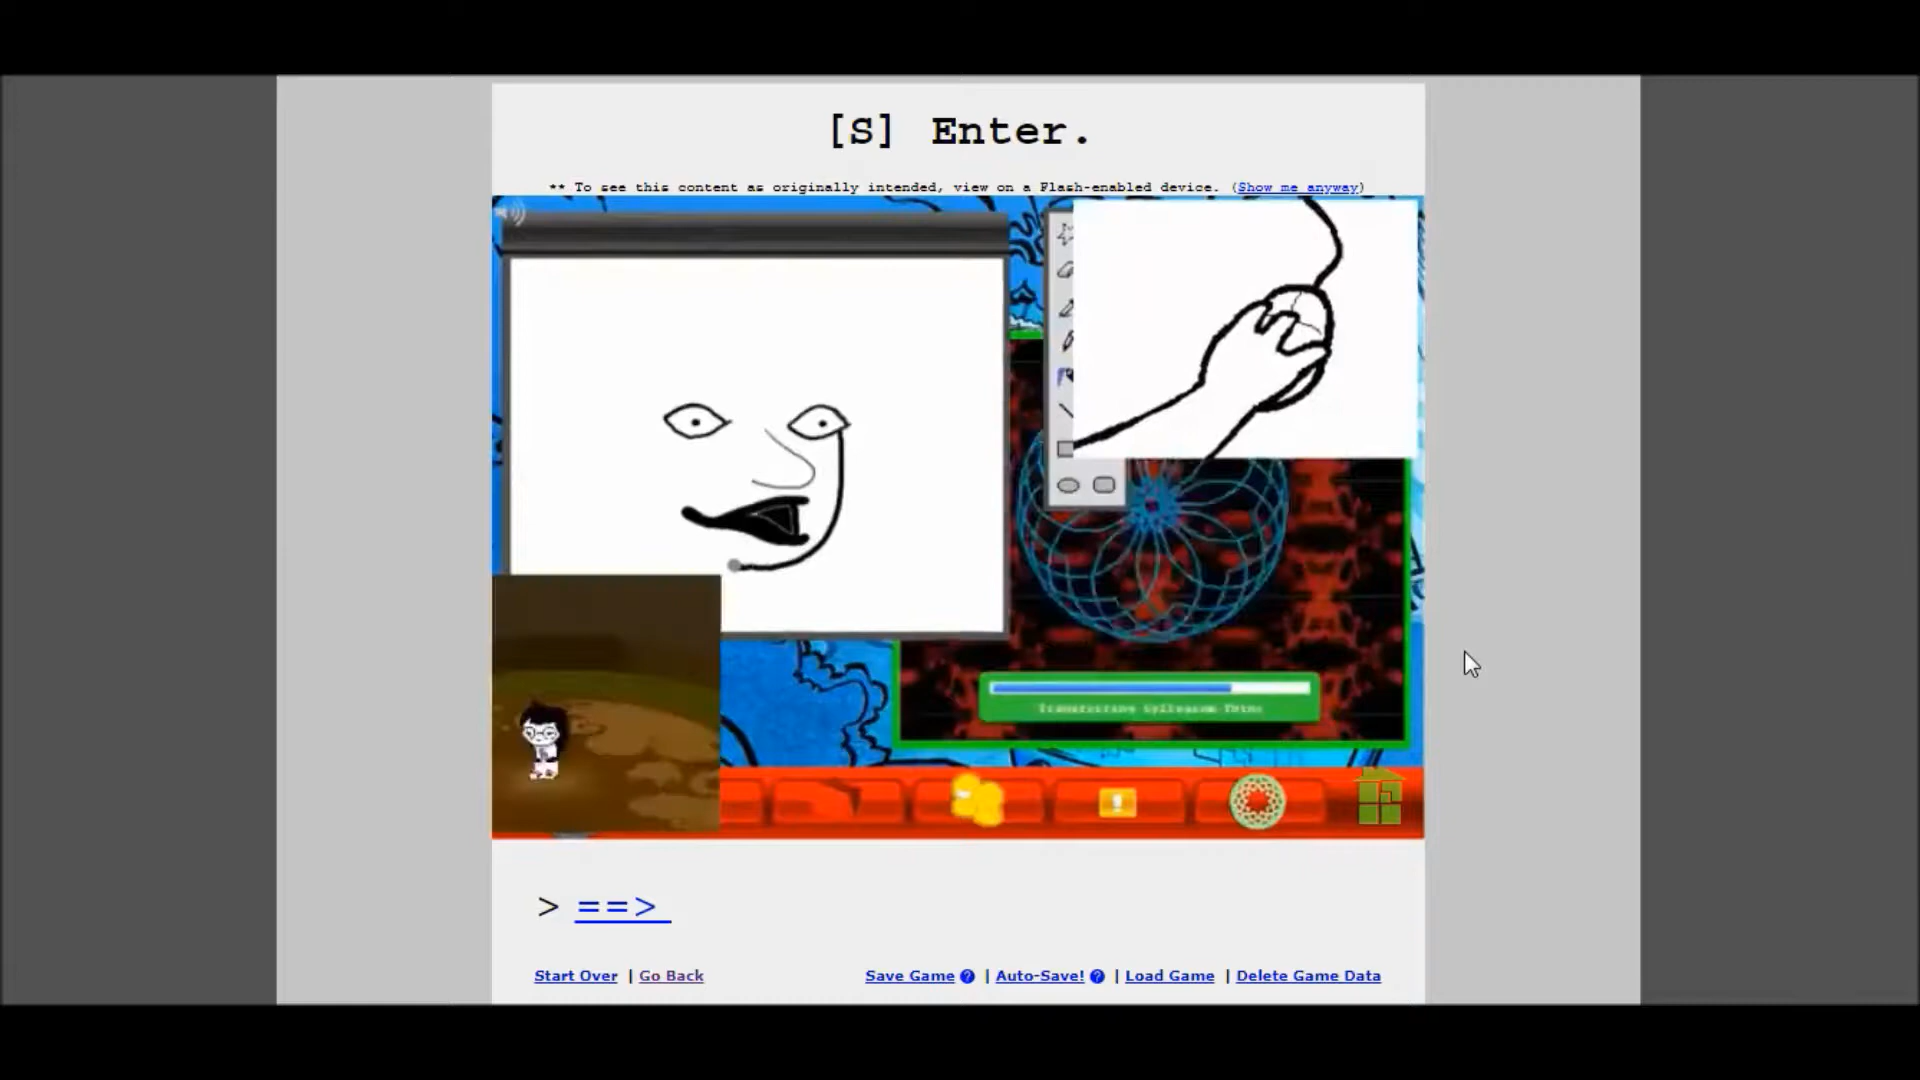 [S] Enter.
** To see this content as originally intended, view on a Flash-enabled device. (Show me anyway)
> ==>
Start Over | Go Back
Save Game ? | Auto-Save! ? | Load Game | Delete Game Data